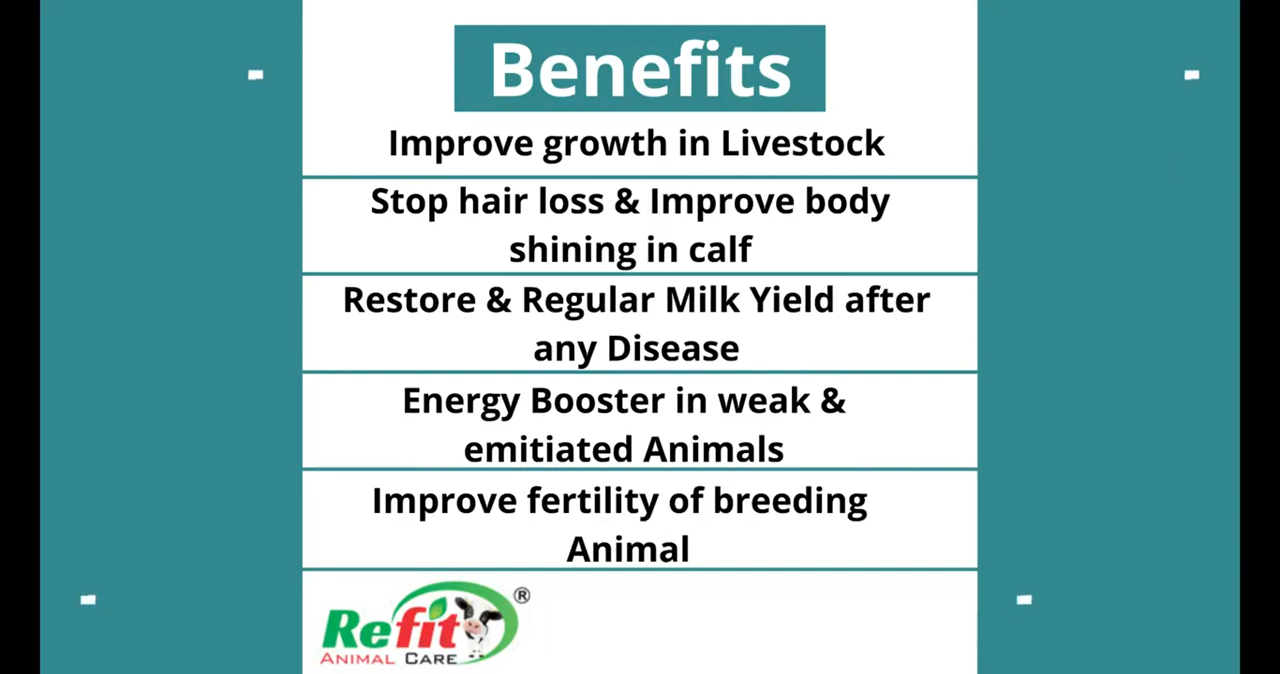 Benefits
Improve growth in Livestock
Stop hair loss & Improve body
shining in calf
Restore & Regular Milk Yield after
any Disease
Energy Booster in weak &
emitiated Animals
Improve fertility of breeding
Animal
Refit ®
ANIMAL CARE